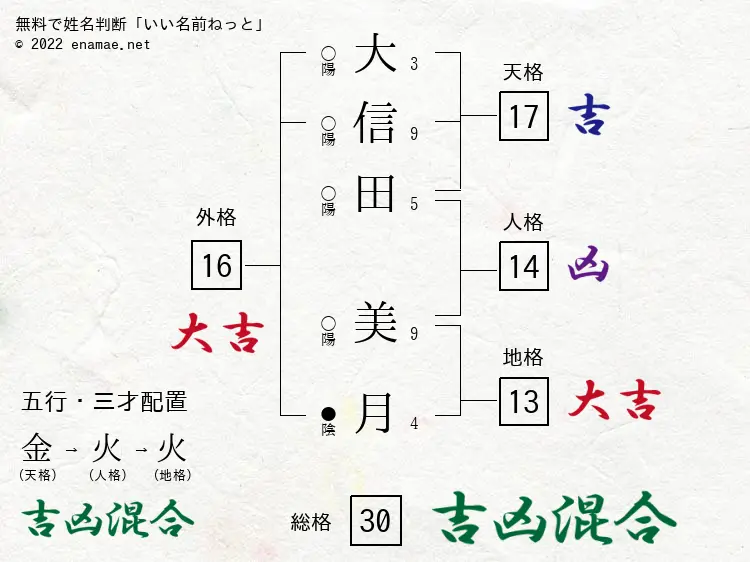 無料で姓名判断「いい名前ねっと」
© 2022 enamae.net
○陽 大 3
○陽 信 9
○陽 田 5
○陽 美 9
●陰 月 4
天格
17 吉
人格
14 凶
地格
13 大吉
外格
16
大吉
五行・三才配置
金 → 火 → 火
(天格) (人格) (地格)
吉凶混合
総格 30 吉凶混合